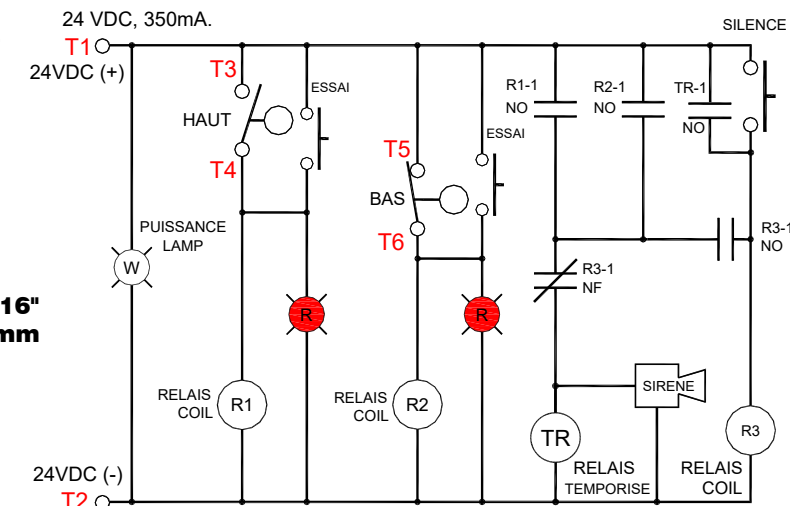 24 VDC, 350mA.
SILENCE
T1
24VDC (+)
T3
ESSAI
R1-1
NO
R2-1
NO
TR-1
NO
HAUT
T4
ESSAI
T5
BAS
T6
PUISSANCE
LAMP
W
R3-1
NO
R3-1
NF
16"
mm
R
R
SIRENE
RELAIS
COIL
R1
RELAIS
COIL
R2
TR
R3
RELAIS
TEMPORISE
RELAIS
COIL
24VDC (-)
T2